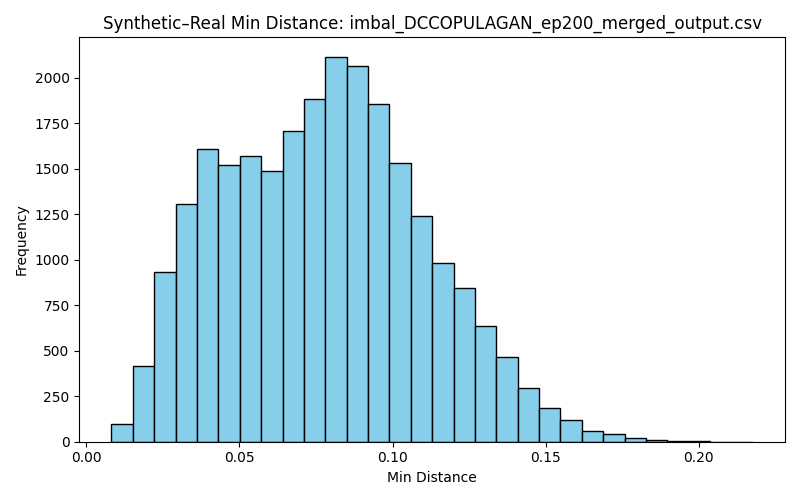 Synthetic–Real Min Distance: imbal_DCCOPULAGAN_ep200_merged_output.csv
2000
1750
1500
1250
1000
750
500
250
0
Frequency
0.00 0.05 0.10 0.15 0.20
Min Distance